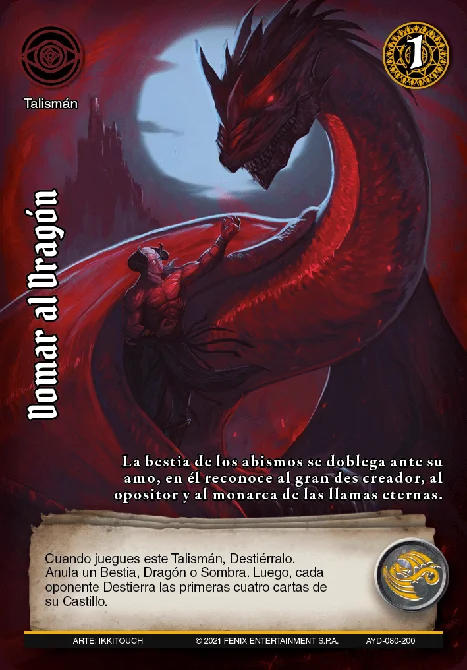 1
Talismán
Domar al Dragón
La bestia de los abismos se doblega ante su
amo, en él reconoce al gran des creador, al
opositor y al monarca de las llamas eternas.
Cuando juegues este Talismán, Destiérralo.
Anula un Bestia, Dragón o Sombra. Luego, cada
oponente Destierra las primeras cuatro cartas de
su Castillo.
ARTE: IKKITOUCH © 2021 FENIX ENTERTAINMENT S.P.A. AYD-080-200